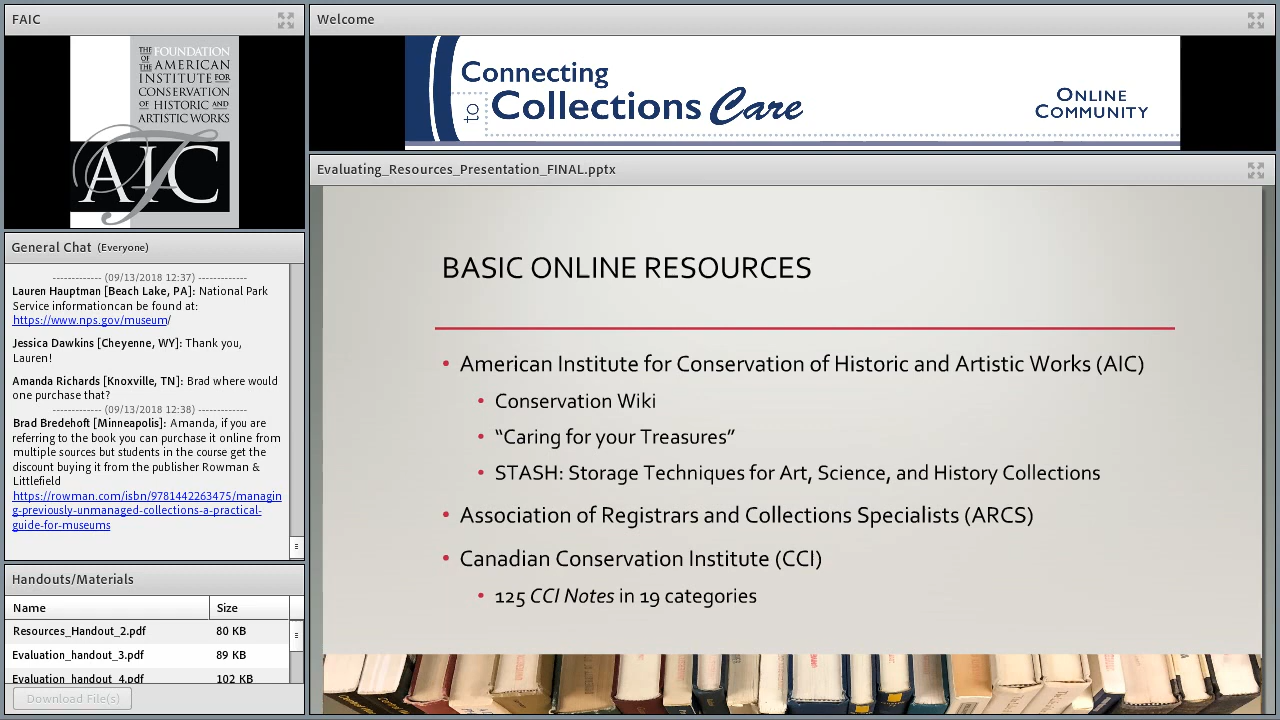 FAIC
THE FOUNDATION
OF THE AMERICAN
INSTITUTE FOR
CONSERVATION
OF HISTORIC AND
ARTISTIC WORKS
FAIC
Welcome
Connecting
to Collections Care
ONLINE
COMMUNITY
General Chat (Everyone)
------------- (09/13/2018 12:37) -------------
Lauren Hauptman [Beach Lake, PA]: National Park
Service informationcan be found at:
https://www.nps.gov/museum/
Jessica Dawkins [Cheyenne, WY]: Thank you,
Lauren!
Amanda Richards [Knoxville, TN]: Brad where would
one purchase that?
------------- (09/13/2018 12:38) -------------
Brad Bredehoft [Minneapolis]: Amanda, if you are
referring to the book you can purchase it online from
multiple sources but students in the course get the
discount buying it from the publisher Rowman &
Littlefield
https://rowman.com/isbn/9781442263475/managin
g-previously-unmanaged-collections-a-practical-
guide-for-museums
Handouts/Materials
Name Size
Resources_Handout_2.pdf 80 KB
Evaluation_handout_3.pdf 89 KB
Evaluation_handout_4.pdf 102 KB
Download File(s)
Evaluating_Resources_Presentation_FINAL.pptx
BASIC ONLINE RESOURCES
• American Institute for Conservation of Historic and Artistic Works (AIC)
• Conservation Wiki
• “Caring for your Treasures”
• STASH: Storage Techniques for Art, Science, and History Collections
• Association of Registrars and Collections Specialists (ARCS)
• Canadian Conservation Institute (CCI)
• 125 CCI Notes in 19 categories